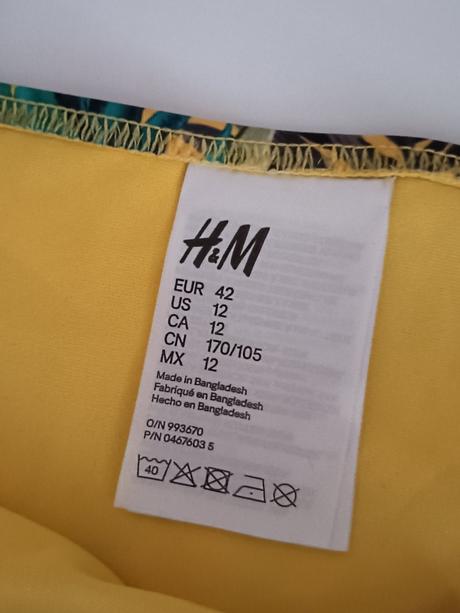 H&M
EUR 42
US 12
CA 12
CN 170/105
MX 12
Made in Bangladesh
Fabriqué en Bangladesh
Hecho en Bangladesh
O/N 993670
P/N 0467603 5
40